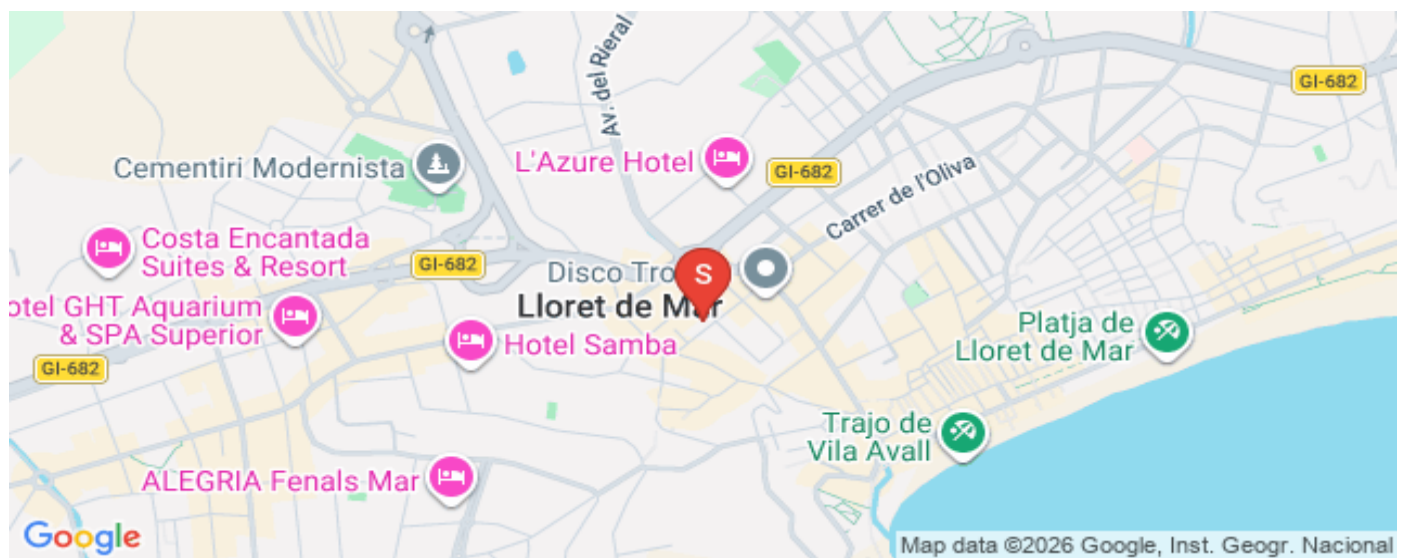 Av. del Rieral
GI-682
Cementiri Modernista
L'Azure Hotel
GI-682
Carrer de l'Oliva
Costa Encantada
Suites & Resort
GI-682
Disco Tro
S
Lloret de Mar
otel GHT Aquarium
& SPA Superior
Hotel Samba
Platja de
Lloret de Mar
GI-682
Trajo de
Vila Avall
ALEGRIA Fenals Mar
Google
Map data ©2026 Google, Inst. Geogr. Nacional